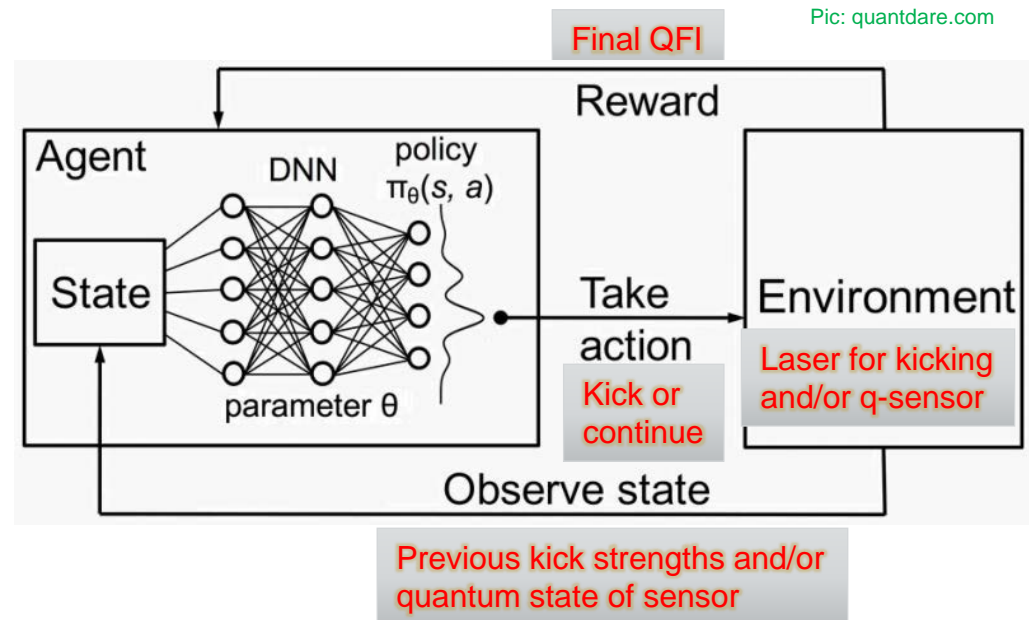 Pic: quantdare.com
Final QFI
Reward
Agent
DNN
policy
πθ(s, a)
State
parameter θ
Take
action
Kick or
continue
Environment
Laser for kicking
and/or q-sensor
Observe state
Previous kick strengths and/or
quantum state of sensor